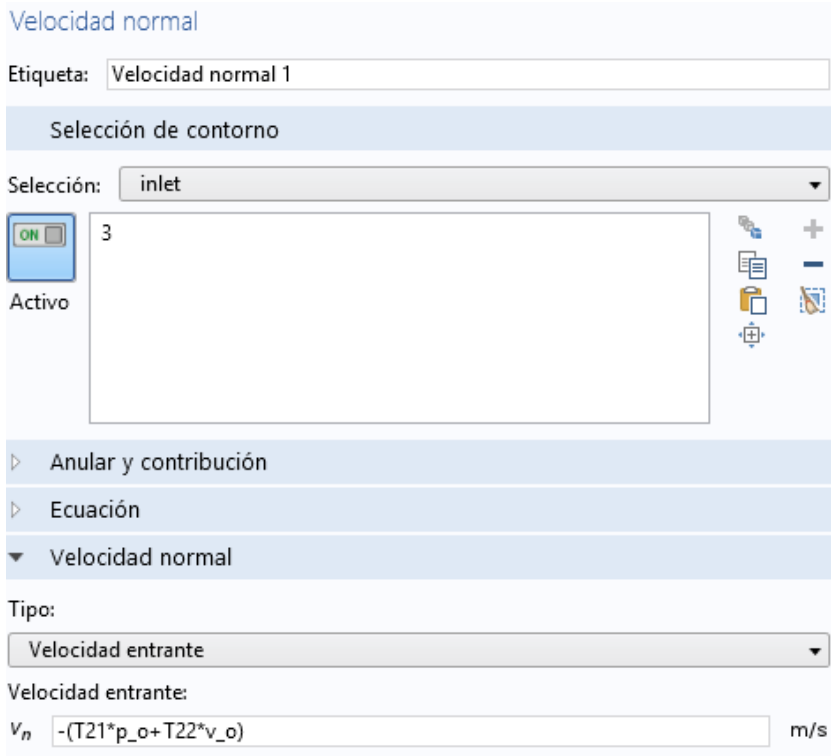 Velocidad normal
Etiqueta: Velocidad normal 1
Selección de contorno
Selección: inlet
ON
3
Activo
Anular y contribución
Ecuación
Velocidad normal
Tipo:
Velocidad entrante
Velocidad entrante:
vn -(T21*p_o+T22*v_o) m/s